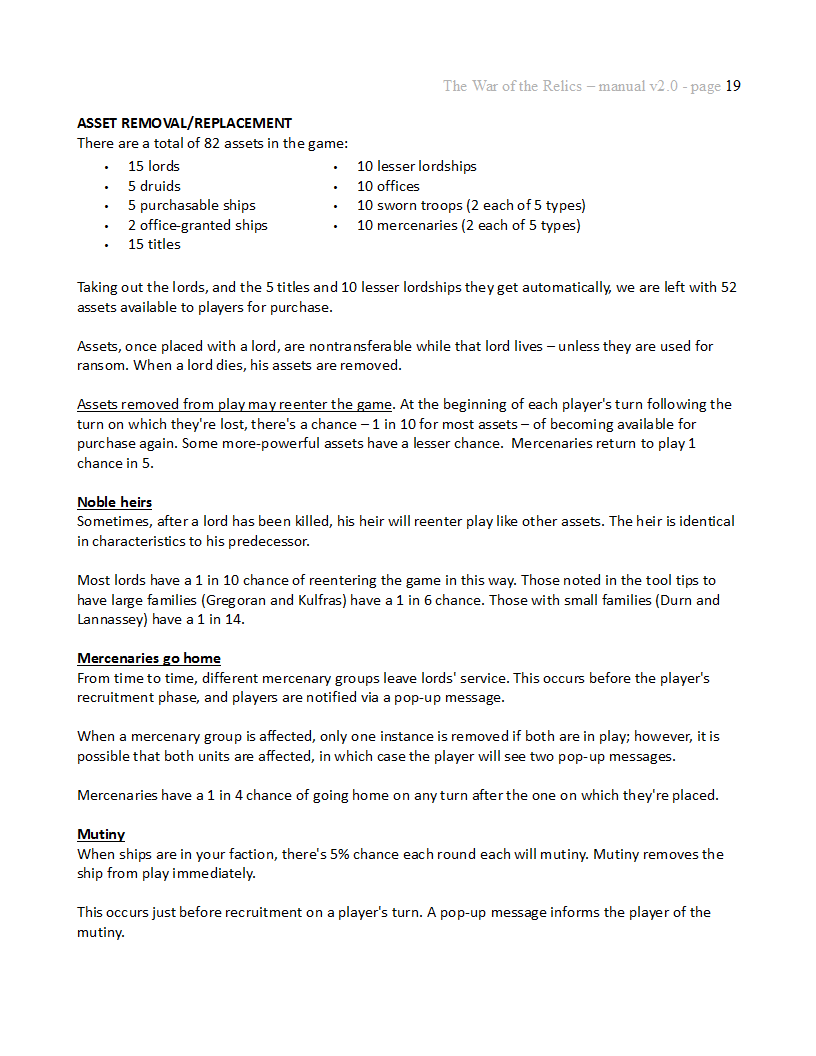 The War of the Relics – manual v2.0 - page 19
ASSET REMOVAL/REPLACEMENT
There are a total of 82 assets in the game:
• 15 lords
• 5 druids
• 5 purchasable ships
• 2 office-granted ships
• 15 titles
• 10 lesser lordships
• 10 offices
• 10 sworn troops (2 each of 5 types)
• 10 mercenaries (2 each of 5 types)
Taking out the lords, and the 5 titles and 10 lesser lordships they get automatically, we are left with 52
assets available to players for purchase.
Assets, once placed with a lord, are nontransferable while that lord lives – unless they are used for
ransom. When a lord dies, his assets are removed.
Assets removed from play may reenter the game. At the beginning of each player's turn following the
turn on which they're lost, there's a chance – 1 in 10 for most assets – of becoming available for
purchase again. Some more-powerful assets have a lesser chance.  Mercenaries return to play 1
chance in 5.
Noble heirs
Sometimes, after a lord has been killed, his heir will reenter play like other assets. The heir is identical
in characteristics to his predecessor.
Most lords have a 1 in 10 chance of reentering the game in this way. Those noted in the tool tips to
have large families (Gregoran and Kulfras) have a 1 in 6 chance. Those with small families (Durn and
Lannassey) have a 1 in 14.
Mercenaries go home
From time to time, different mercenary groups leave lords' service. This occurs before the player's
recruitment phase, and players are notified via a pop-up message.
When a mercenary group is affected, only one instance is removed if both are in play; however, it is
possible that both units are affected, in which case the player will see two pop-up messages.
Mercenaries have a 1 in 4 chance of going home on any turn after the one on which they're placed.
Mutiny
When ships are in your faction, there's 5% chance each round each will mutiny. Mutiny removes the
ship from play immediately.
This occurs just before recruitment on a player's turn. A pop-up message informs the player of the
mutiny.